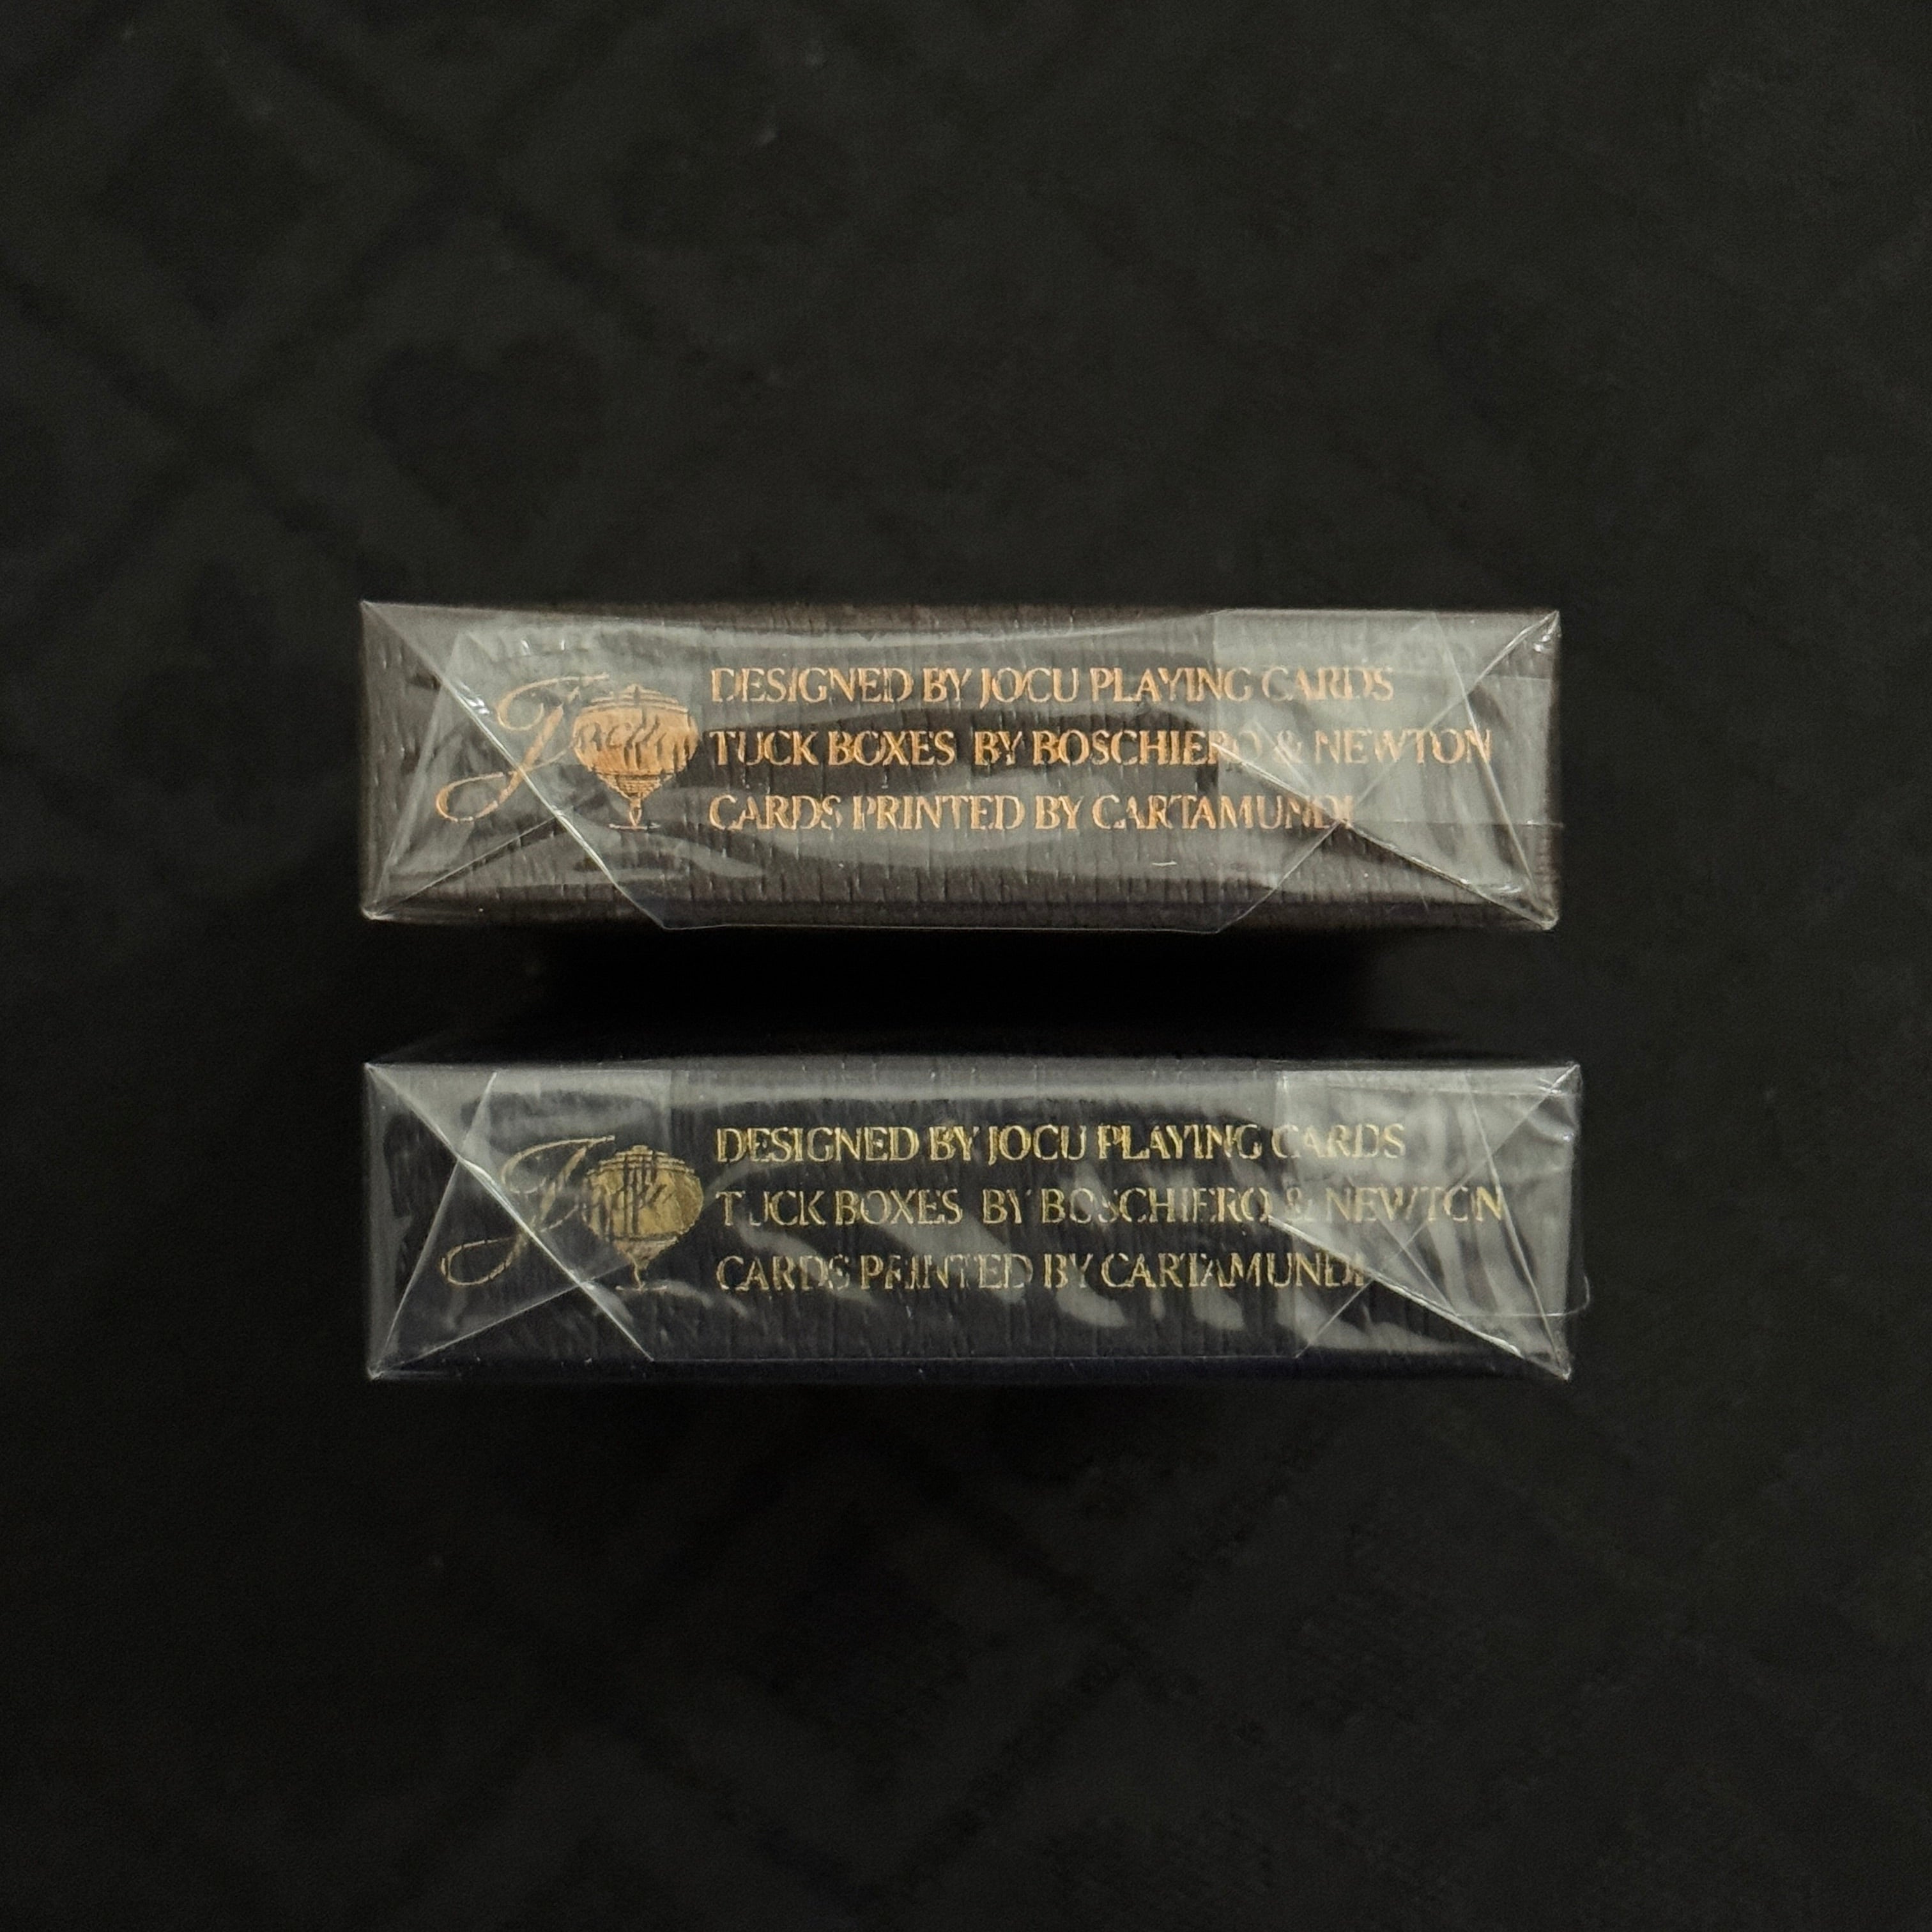 DESIGNED BY JOCU PLAYING CARDS
TUCK BOXES BY BOSCHIERO & NEWTON
CARDS PRINTED BY CARTAMUNDI
DESIGNED BY JOCU PLAYING CARDS
TUCK BOXES BY BOSCHIERO & NEWTON
CARDS PRINTED BY CARTAMUNDI